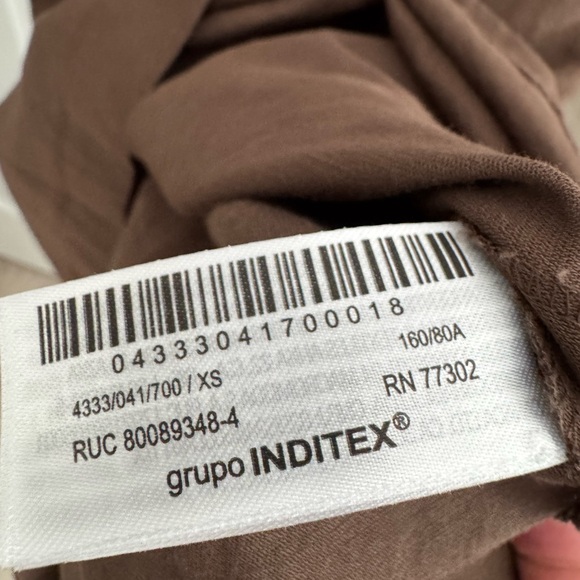 04333041700018
4333/041/700 / XS 160/80A
RUC 80089348-4 RN 77302
grupo INDITEX®